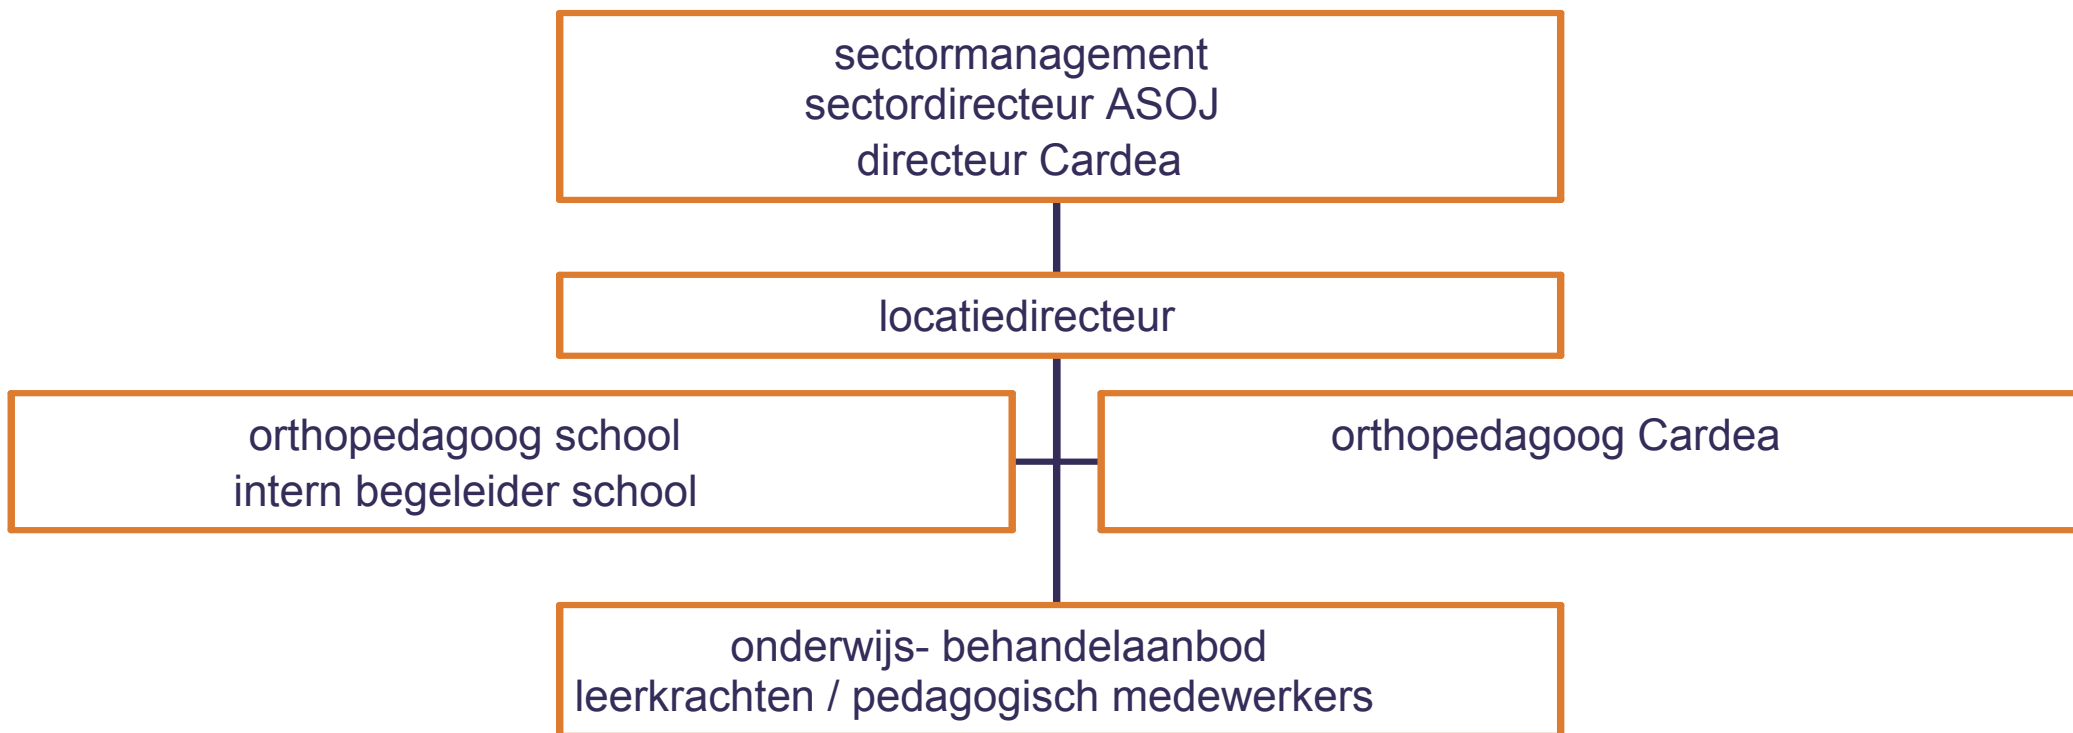 sectormanagement
sectordirecteur ASOJ
directeur Cardea
locatiedirecteur
orthopedagoog school
intern begeleider school
orthopedagoog Cardea
onderwijs- behandelaanbod
leerkrachten / pedagogisch medewerkers